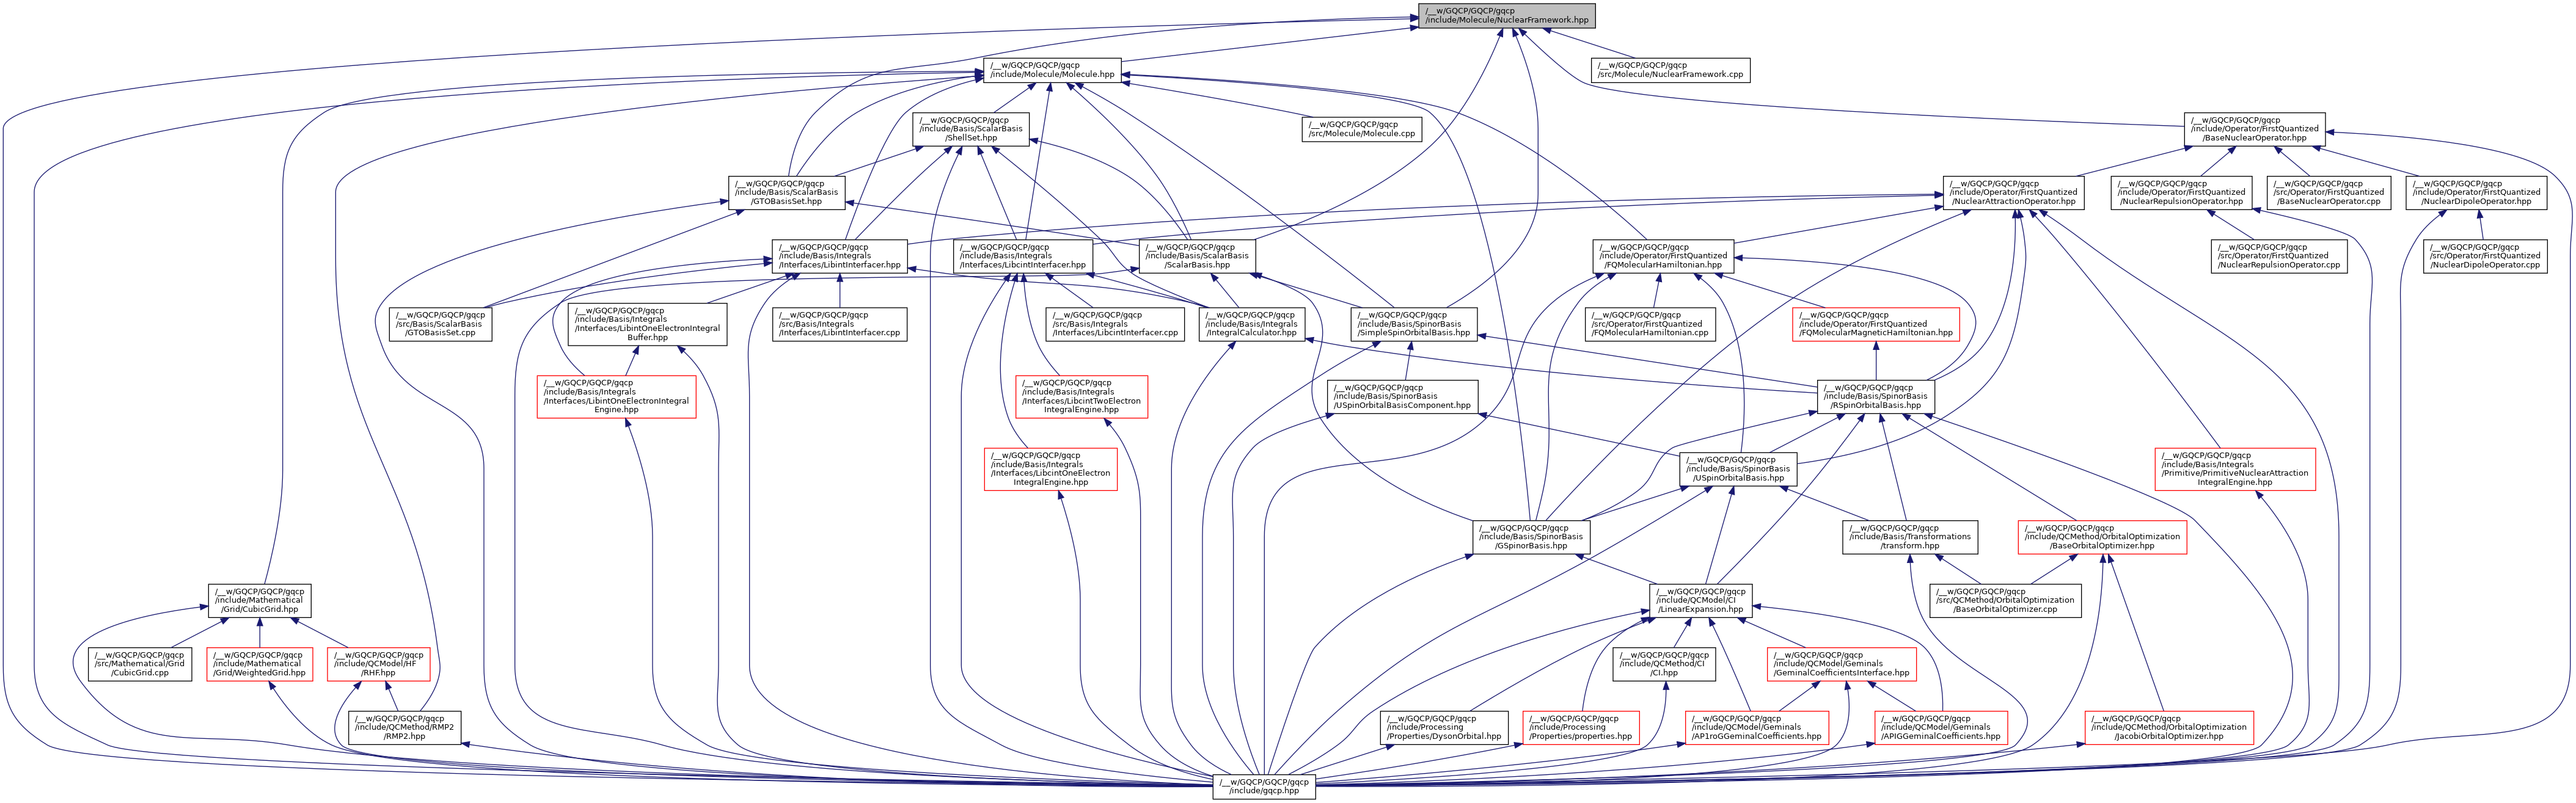 /__w/GQCP/GQCP/gqcp
/include/Molecule/NuclearFramework.hpp
/__w/GQCP/GQCP/gqcp
/include/Molecule/Molecule.hpp
/__w/GQCP/GQCP/gqcp
/src/Molecule/NuclearFramework.cpp
/__w/GQCP/GQCP/gqcp
/include/Basis/ScalarBasis
/ShellSet.hpp
/__w/GQCP/GQCP/gqcp
/src/Molecule/Molecule.cpp
/__w/GQCP/GQCP/gqcp
/include/Operator/FirstQuantized
/BaseNuclearOperator.hpp
/__w/GQCP/GQCP/gqcp
/include/Basis/ScalarBasis
/GTOBasisSet.hpp
/__w/GQCP/GQCP/gqcp
/include/Operator/FirstQuantized
/NuclearAttractionOperator.hpp
/__w/GQCP/GQCP/gqcp
/include/Operator/FirstQuantized
/NuclearRepulsionOperator.hpp
/__w/GQCP/GQCP/gqcp
/src/Operator/FirstQuantized
/BaseNuclearOperator.cpp
/__w/GQCP/GQCP/gqcp
/include/Operator/FirstQuantized
/NuclearDipoleOperator.hpp
/__w/GQCP/GQCP/gqcp
/include/Basis/Integrals
/Interfaces/LibintInterfacer.hpp
/__w/GQCP/GQCP/gqcp
/include/Basis/Integrals
/Interfaces/LibcintInterfacer.hpp
/__w/GQCP/GQCP/gqcp
/include/Basis/ScalarBasis
/ScalarBasis.hpp
/__w/GQCP/GQCP/gqcp
/include/Operator/FirstQuantized
/FQMolecularHamiltonian.hpp
/__w/GQCP/GQCP/gqcp
/src/Operator/FirstQuantized
/NuclearRepulsionOperator.cpp
/__w/GQCP/GQCP/gqcp
/src/Operator/FirstQuantized
/NuclearDipoleOperator.cpp
/__w/GQCP/GQCP/gqcp
/src/Basis/ScalarBasis
/GTOBasisSet.cpp
/__w/GQCP/GQCP/gqcp
/include/Basis/Integrals
/Interfaces/LibintOneElectronIntegral
Buffer.hpp
/__w/GQCP/GQCP/gqcp
/src/Basis/Integrals
/Interfaces/LibintInterfacer.cpp
/__w/GQCP/GQCP/gqcp
/src/Basis/Integrals
/Interfaces/LibcintInterfacer.cpp
/__w/GQCP/GQCP/gqcp
/include/Basis/Integrals
/IntegralCalculator.hpp
/__w/GQCP/GQCP/gqcp
/include/Basis/SpinorBasis
/SimpleSpinOrbitalBasis.hpp
/__w/GQCP/GQCP/gqcp
/src/Operator/FirstQuantized
/FQMolecularHamiltonian.cpp
/__w/GQCP/GQCP/gqcp
/include/Operator/FirstQuantized
/FQMolecularMagneticHamiltonian.hpp
/__w/GQCP/GQCP/gqcp
/include/Basis/Integrals
/Interfaces/LibintOneElectronIntegral
Engine.hpp
/__w/GQCP/GQCP/gqcp
/include/Basis/Integrals
/Interfaces/LibcintTwoElectron
IntegralEngine.hpp
/__w/GQCP/GQCP/gqcp
/include/Basis/SpinorBasis
/USpinOrbitalBasisComponent.hpp
/__w/GQCP/GQCP/gqcp
/include/Basis/SpinorBasis
/RSpinOrbitalBasis.hpp
/__w/GQCP/GQCP/gqcp
/include/Basis/Integrals
/Interfaces/LibcintOneElectron
IntegralEngine.hpp
/__w/GQCP/GQCP/gqcp
/include/Basis/SpinorBasis
/USpinOrbitalBasis.hpp
/__w/GQCP/GQCP/gqcp
/include/Basis/Integrals
/Primitive/PrimitiveNuclearAttraction
IntegralEngine.hpp
/__w/GQCP/GQCP/gqcp
/include/Basis/SpinorBasis
/GSpinorBasis.hpp
/__w/GQCP/GQCP/gqcp
/include/Basis/Transformations
/transform.hpp
/__w/GQCP/GQCP/gqcp
/include/QCMethod/OrbitalOptimization
/BaseOrbitalOptimizer.hpp
/__w/GQCP/GQCP/gqcp
/include/Mathematical
/Grid/CubicGrid.hpp
/__w/GQCP/GQCP/gqcp
/include/QCModel/CI
/LinearExpansion.hpp
/__w/GQCP/GQCP/gqcp
/src/QCMethod/OrbitalOptimization
/BaseOrbitalOptimizer.cpp
/__w/GQCP/GQCP/gqcp
/src/Mathematical/Grid
/CubicGrid.cpp
/__w/GQCP/GQCP/gqcp
/include/Mathematical
/Grid/WeightedGrid.hpp
/__w/GQCP/GQCP/gqcp
/include/QCModel/HF
/RHF.hpp
/__w/GQCP/GQCP/gqcp
/include/QCMethod/CI
/CI.hpp
/__w/GQCP/GQCP/gqcp
/include/QCModel/Geminals
/GeminalCoefficientsInterface.hpp
/__w/GQCP/GQCP/gqcp
/include/QCMethod/RMP2
/RMP2.hpp
/__w/GQCP/GQCP/gqcp
/include/Processing
/Properties/DysonOrbital.hpp
/__w/GQCP/GQCP/gqcp
/include/Processing
/Properties/properties.hpp
/__w/GQCP/GQCP/gqcp
/include/QCModel/Geminals
/AP1roGGeminalCoefficients.hpp
/__w/GQCP/GQCP/gqcp
/include/QCModel/Geminals
/APIGGeminalCoefficients.hpp
/__w/GQCP/GQCP/gqcp
/include/QCMethod/OrbitalOptimization
/JacobiOrbitalOptimizer.hpp
/__w/GQCP/GQCP/gqcp
/include/gqcp.hpp